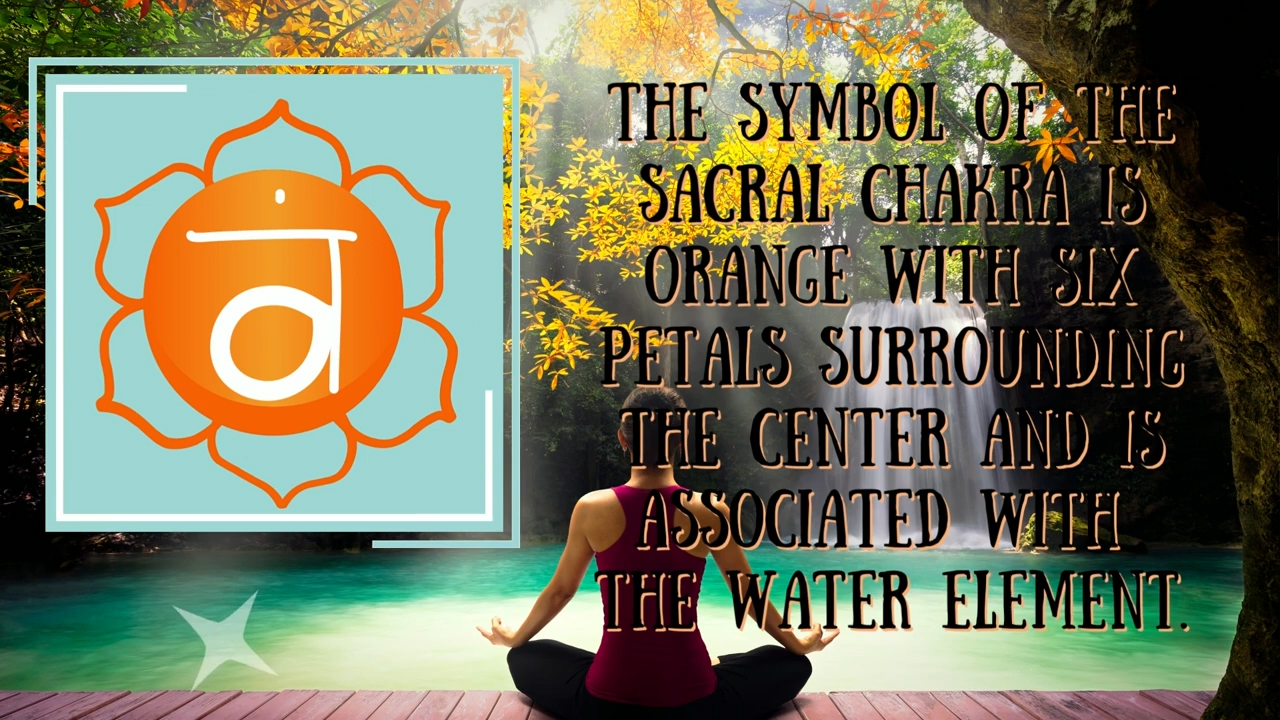 वं
THE SYMBOL OF THE
SACRAL CHAKRA IS
ORANGE WITH SIX
PETALS SURROUNDING
THE CENTER AND IS
ASSOCIATED WITH
THE WATER ELEMENT.